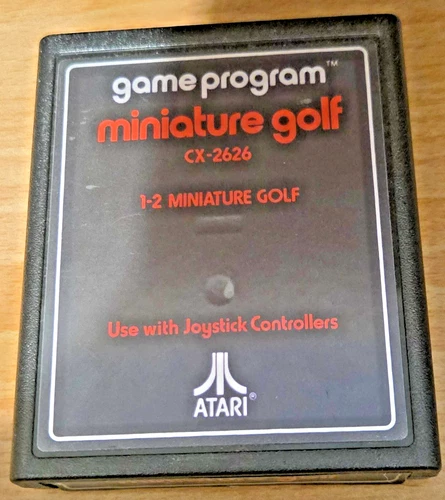 game program™
miniature golf
CX-2626
1-2 MINIATURE GOLF
Use with Joystick Controllers
ATARI®